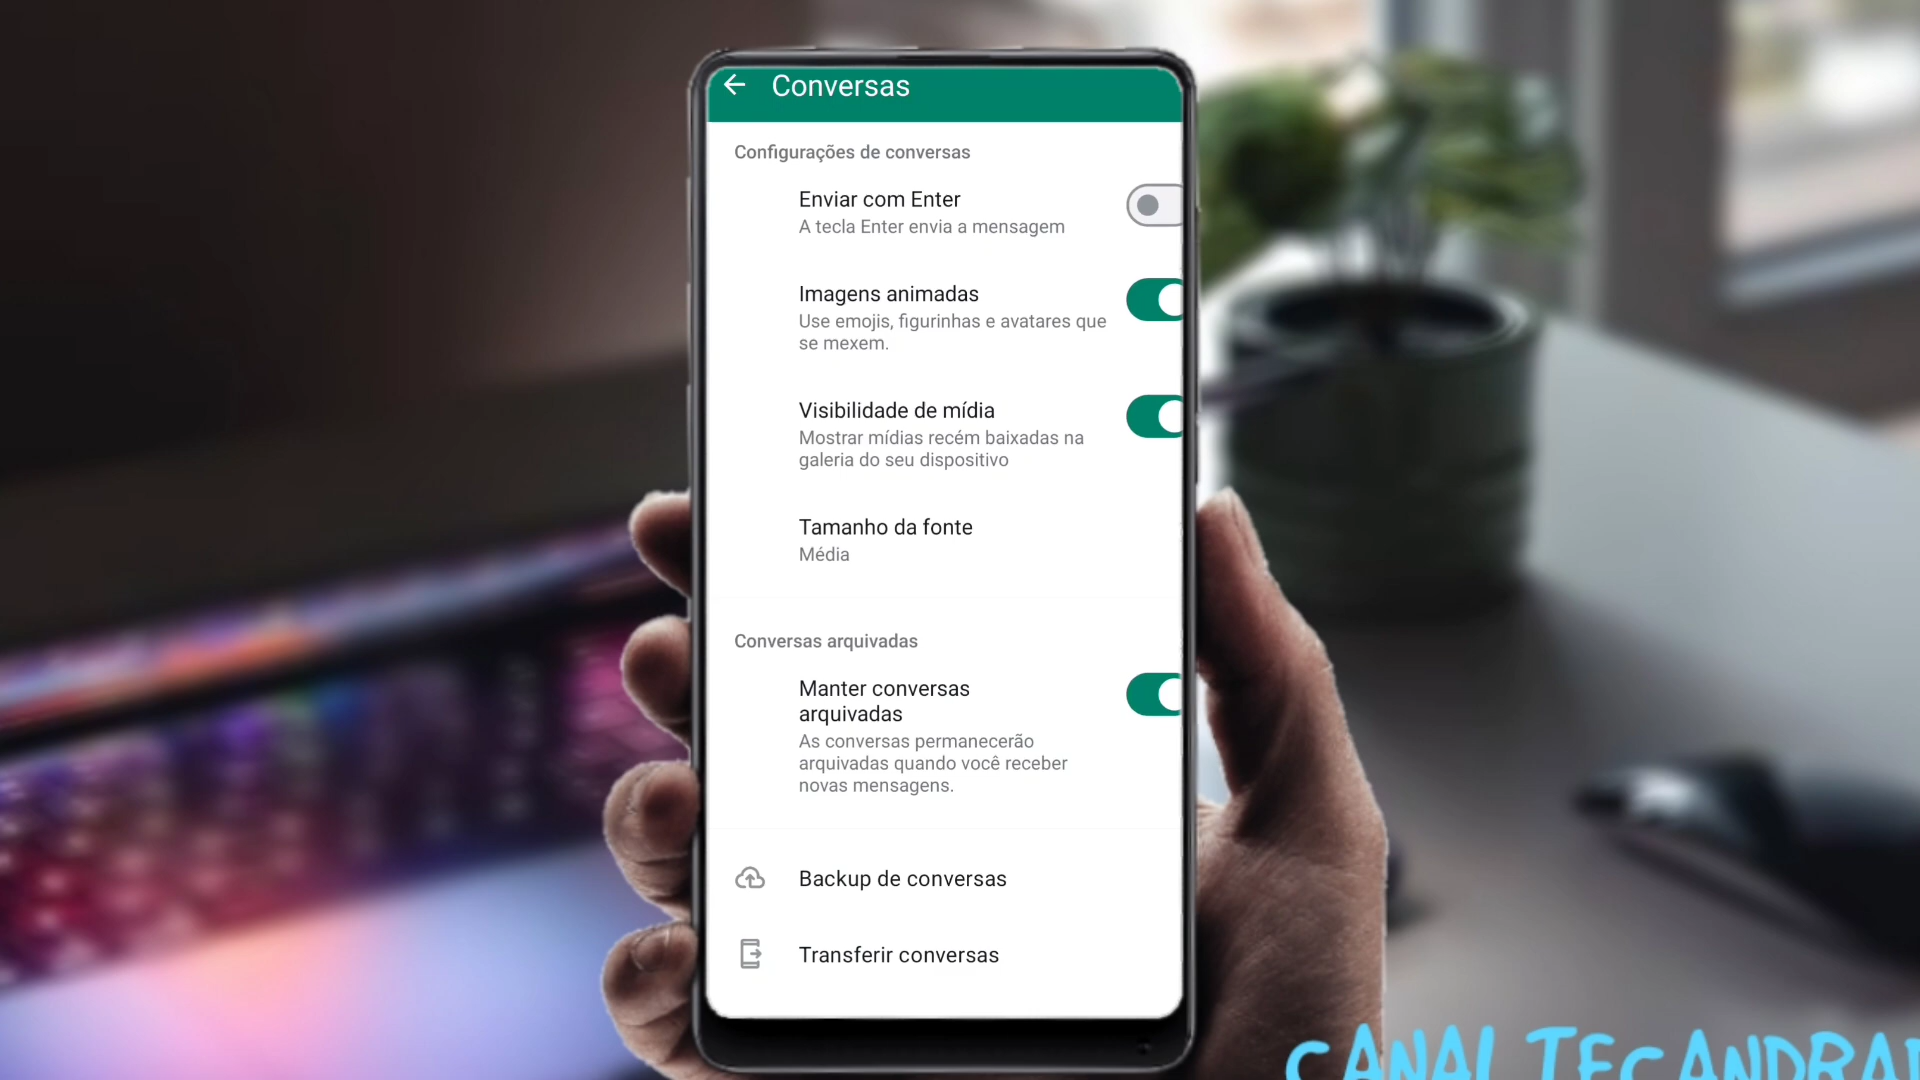 Conversas
Configurações de conversas
Enviar com Enter
A tecla Enter envia a mensagem
Imagens animadas
Use emojis, figurinhas e avatares que
se mexem.
Visibilidade de mídia
Mostrar mídias recém baixadas na
galeria do seu dispositivo
Tamanho da fonte
Média
Conversas arquivadas
Manter conversas
arquivadas
As conversas permanecerão
arquivadas quando você receber
novas mensagens.
Backup de conversas
Transferir conversas
CANAL